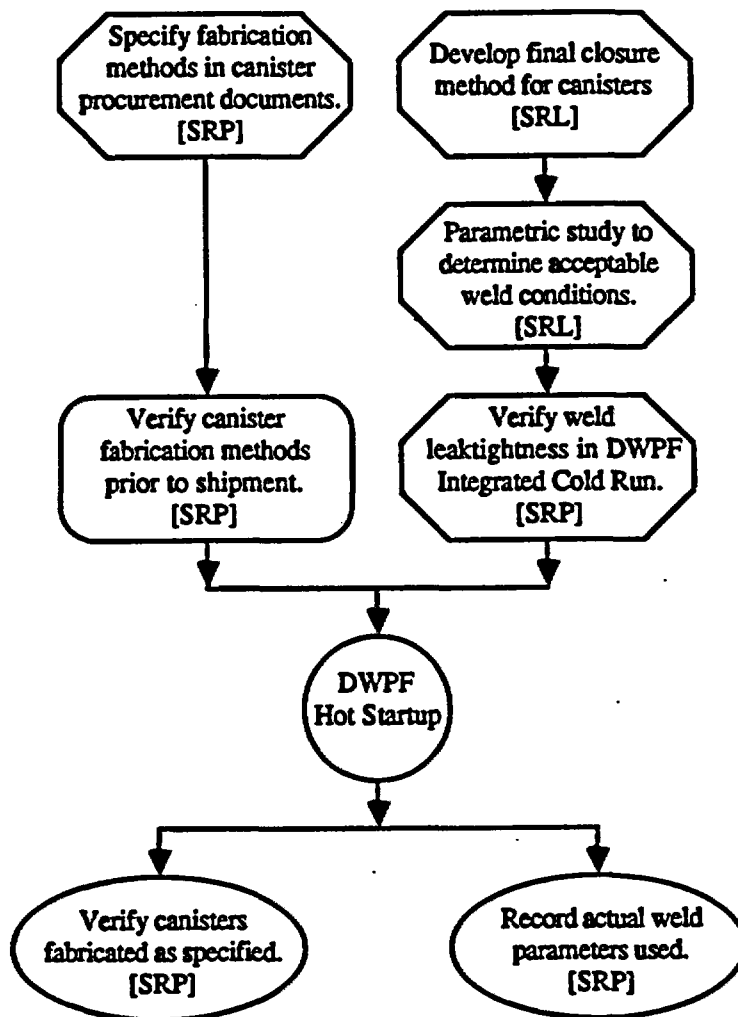 Specify fabrication
methods in canister
procurement documents.
[SRP]
Develop final closure
method for canisters
[SRL]
Parametric study to
determine acceptable
weld conditions.
[SRL]
Verify canister
fabrication methods
prior to shipment.
[SRP]
Verify weld
leaktightness in DWPF
Integrated Cold Run.
[SRP]
DWPF
Hot Startup
Verify canisters
fabricated as specified.
[SRP]
Record actual weld
parameters used.
[SRP]